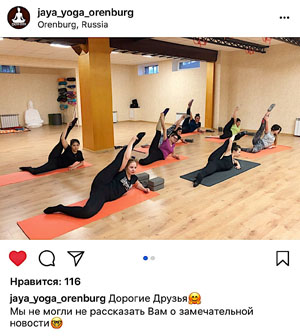 jaya_yoga_orenburg
Orenburg, Russia
Нравится: 116
jaya_yoga_orenburg Дорогие Друзья🤗
Мы не могли не рассказать Вам о замечательной
новости🤓